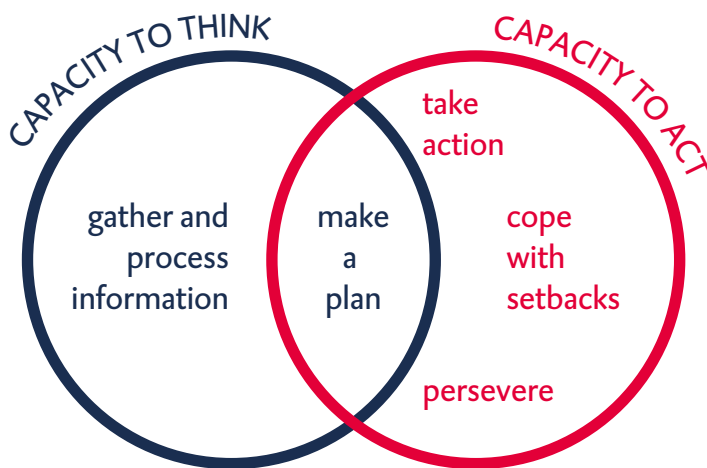 CAPACITY TO THINK
gather and
process
information
make
a
plan
CAPACITY TO ACT
take
action
cope
with
setbacks
persevere